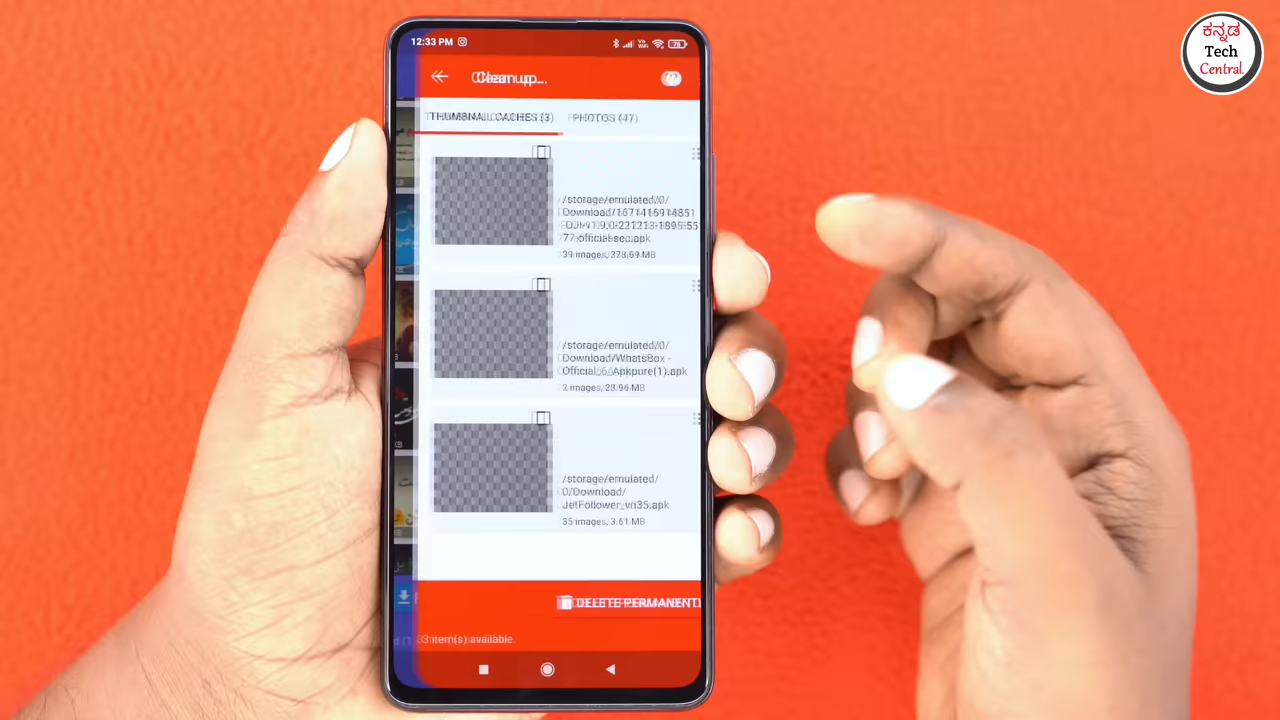 12:33 PM
ಕನ್ನಡ
Tech
Central
Clean up...
THUMBNAIL CACHES (3)
PHOTOS (47)
/storage/emulated/0/
Download/1671416914851
39 images, 378.69 MB
/storage/emulated/0/
Download/WhatsBox -
2 images, 28.96 MB
/storage/emulated/
0/Download/
JetFollower_vn35.apk
35 images, 3.61 MB
DELETE PERMANENTL
3 item(s) available.